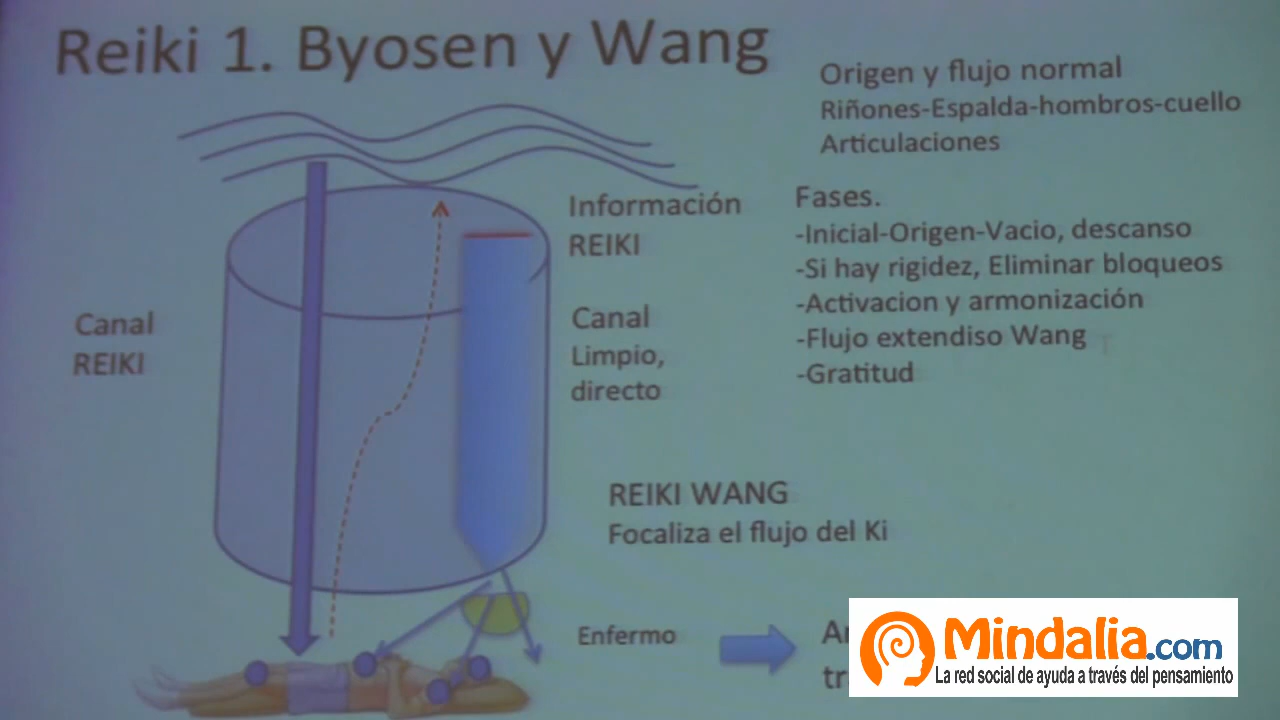 Reiki 1. Byosen y Wang
Origen y flujo normal
Riñones-Espalda-hombros-cuello
Articulaciones
Información
REIKI
Fases.
-Inicial-Origen-Vacio, descanso
-Si hay rigidez, Eliminar bloqueos
-Activacion y armonización
-Flujo extendiso Wang
-Gratitud
Canal
REIKI
Canal
Limpio,
directo
REIKI WANG
Focaliza el flujo del Ki
Enfermo
Mindalia.com
La red social de ayuda a través del pensamiento